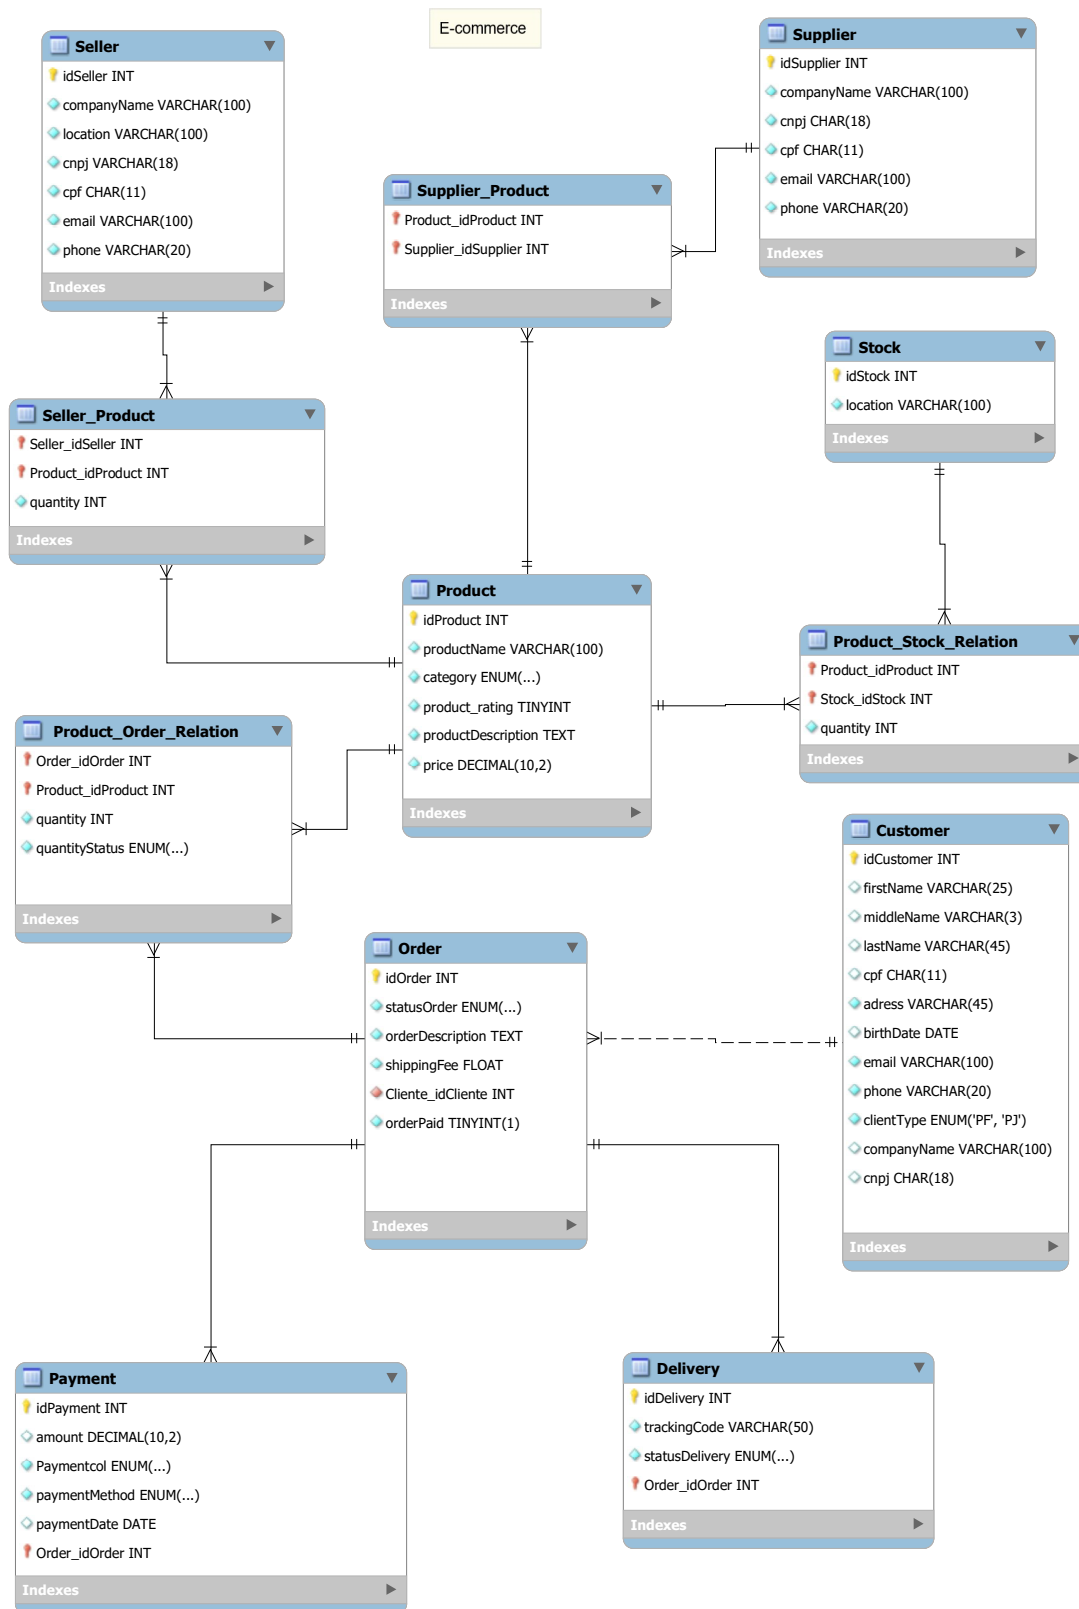 E-commerce
Seller
idSeller INT
companyName VARCHAR(100)
location VARCHAR(100)
cnpj VARCHAR(18)
cpf CHAR(11)
email VARCHAR(100)
phone VARCHAR(20)
Indexes
Supplier
idSupplier INT
companyName VARCHAR(100)
cnpj CHAR(18)
cpf CHAR(11)
email VARCHAR(100)
phone VARCHAR(20)
Indexes
Supplier_Product
Product_idProduct INT
Supplier_idSupplier INT
Indexes
Stock
idStock INT
location VARCHAR(100)
Indexes
Seller_Product
Seller_idSeller INT
Product_idProduct INT
quantity INT
Indexes
Product
idProduct INT
productName VARCHAR(100)
category ENUM(...)
product_rating TINYINT
productDescription TEXT
price DECIMAL(10,2)
Indexes
Product_Stock_Relation
Product_idProduct INT
Stock_idStock INT
quantity INT
Indexes
Product_Order_Relation
Order_idOrder INT
Product_idProduct INT
quantity INT
quantityStatus ENUM(...)
Indexes
Customer
idCustomer INT
firstName VARCHAR(25)
middleName VARCHAR(3)
lastName VARCHAR(45)
cpf CHAR(11)
adress VARCHAR(45)
birthDate DATE
email VARCHAR(100)
phone VARCHAR(20)
clientType ENUM('PF', 'PJ')
companyName VARCHAR(100)
cnpj CHAR(18)
Indexes
Order
idOrder INT
statusOrder ENUM(...)
orderDescription TEXT
shippingFee FLOAT
Cliente_idCliente INT
orderPaid TINYINT(1)
Indexes
Payment
idPayment INT
amount DECIMAL(10,2)
Paymentcol ENUM(...)
paymentMethod ENUM(...)
paymentDate DATE
Order_idOrder INT
Indexes
Delivery
idDelivery INT
trackingCode VARCHAR(50)
statusDelivery ENUM(...)
Order_idOrder INT
Indexes